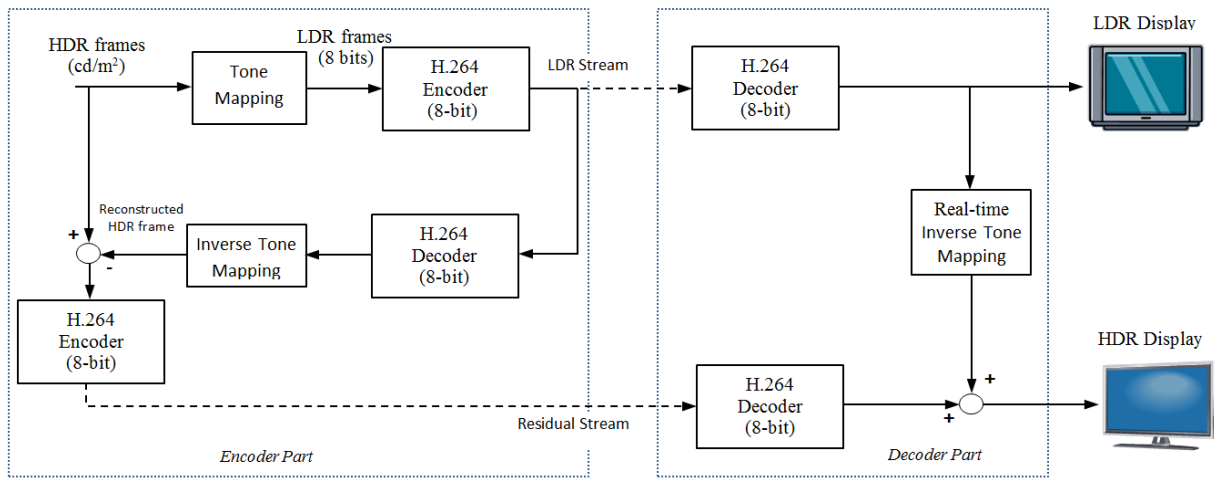 HDR frames
(cd/m²)
Tone
Mapping
LDR frames
(8 bits)
H.264
Encoder
(8-bit)
LDR Stream
H.264
Decoder
(8-bit)
LDR Display
Reconstructed
HDR frame
+
-
Inverse Tone
Mapping
H.264
Decoder
(8-bit)
Real-time
Inverse Tone
Mapping
H.264
Encoder
(8-bit)
Residual Stream
H.264
Decoder
(8-bit)
+
+
HDR Display
Encoder Part
Decoder Part